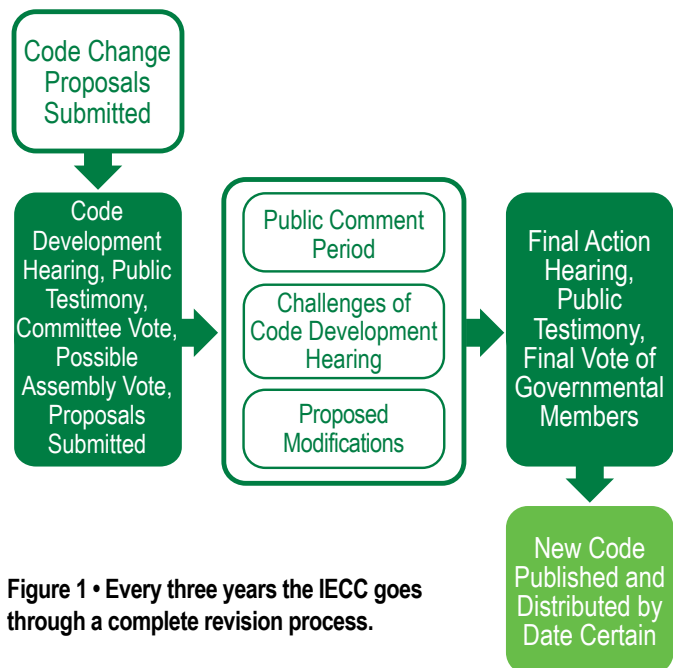 Code Change
Proposals
Submitted
Code
Development
Hearing, Public
Testimony,
Committee Vote,
Possible
Assembly Vote,
Proposals
Submitted
Public Comment
Period
Challenges of
Code Development
Hearing
Proposed
Modifications
Final Action
Hearing,
Public
Testimony,
Final Vote of
Governmental
Members
New Code
Published and
Distributed by
Date Certain
Figure 1 • Every three years the IECC goes
through a complete revision process.